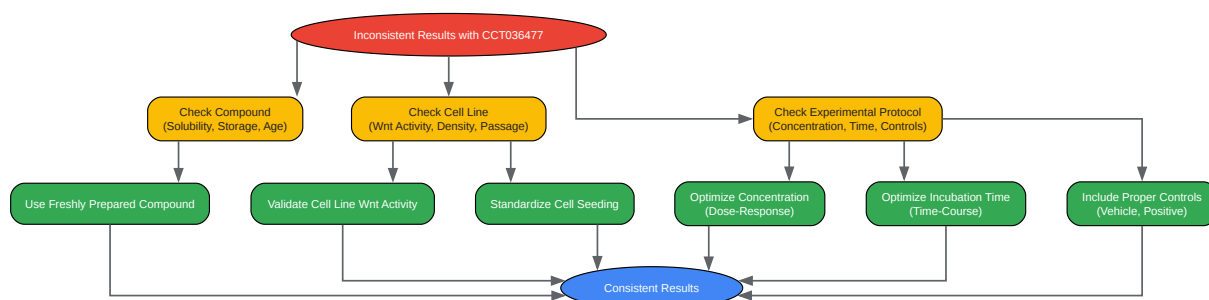 Inconsistent Results with CCT036477
Check Compound
(Solubility, Storage, Age)
Check Cell Line
(Wnt Activity, Density, Passage)
Check Experimental Protocol
(Concentration, Time, Controls)
Use Freshly Prepared Compound
Validate Cell Line Wnt Activity
Standardize Cell Seeding
Optimize Concentration
(Dose-Response)
Optimize Incubation Time
(Time-Course)
Include Proper Controls
(Vehicle, Positive)
Consistent Results